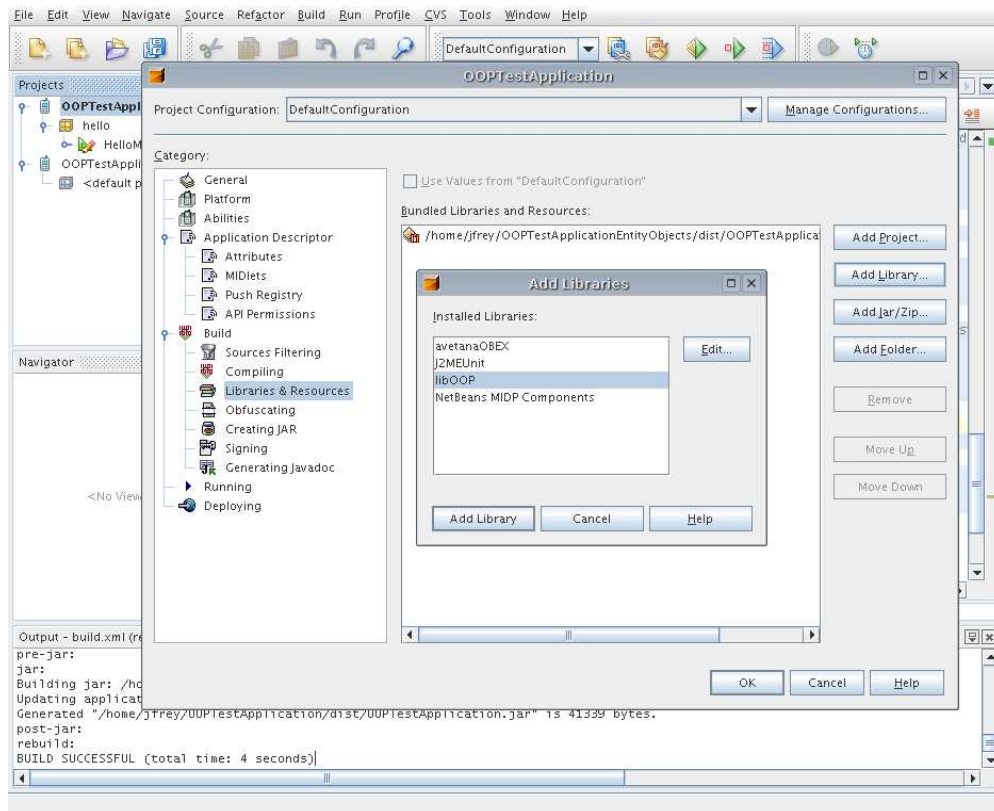 File Edit View Navigate Source Refactor Build Run Profile CVS Tools Window Help
DefaultConfiguration
Projects
OOPTestAppl
hello
HelloM
OOPTestAppli
<default p
Navigator
<No View
OOPTestApplication
Project Configuration: DefaultConfiguration
Manage Configurations...
Category:
General
Platform
Abilities
Application Descriptor
Attributes
MIDlets
Push Registry
API Permissions
Build
Sources Filtering
Compiling
Libraries & Resources
Obfuscating
Creating JAR
Signing
Generating Javadoc
Running
Deploying
Use Values from "DefaultConfiguration"
Bundled Libraries and Resources:
/home/jfrey/OOPTestApplicationEntityObjects/dist/OOPTestApplica
Add Project...
Add Library...
Add Jar/Zip...
Add Folder...
Remove
Move Up
Move Down
Add Libraries
Installed Libraries:
avetanaOBEX
J2MEUnit
libOOP
NetBeans MIDP Components
Edit...
Add Library
Cancel
Help
OK
Cancel
Help
Output - build.xml (re
pre-jar:
jar:
Building jar: /ho
Updating applicat
Generated "/home/jfrey/OOPTestApplication/dist/OOPTestApplication.jar" is 41339 bytes.
post-jar:
rebuild:
BUILD SUCCESSFUL (total time: 4 seconds)